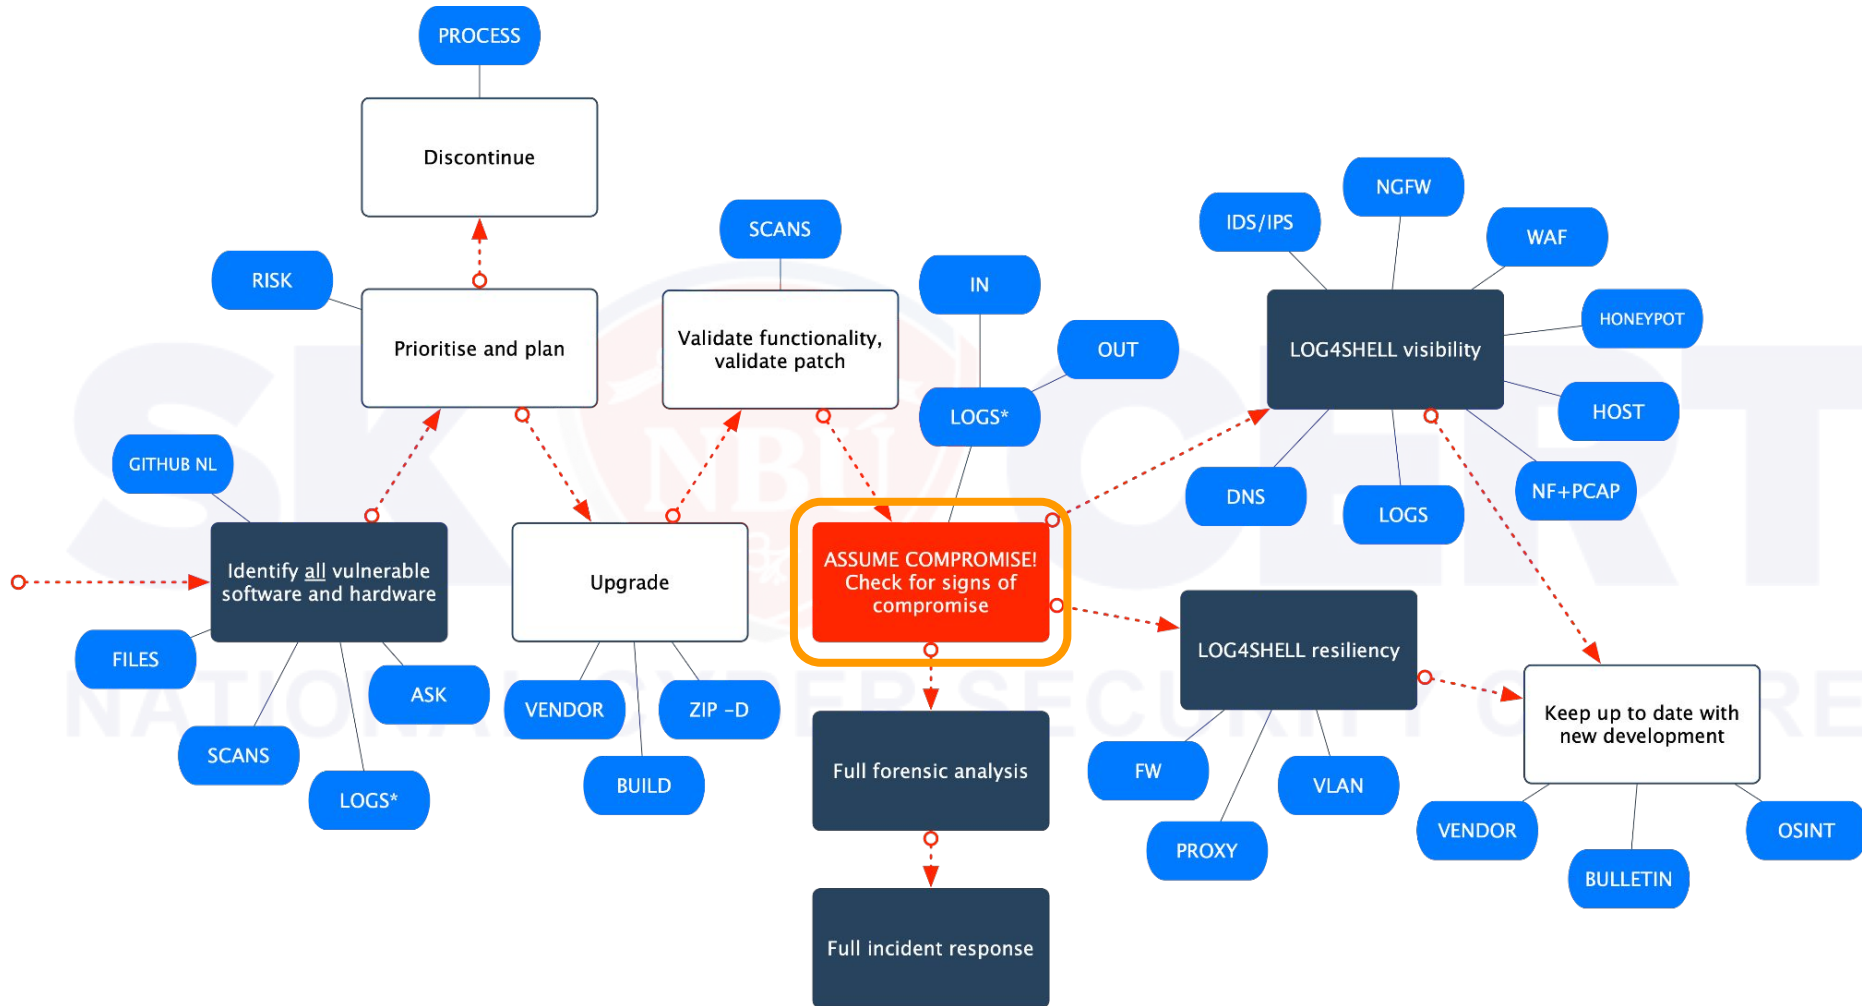 PROCESS
Discontinue
RISK
Prioritise and plan
SCANS
Validate functionality,
validate patch
IN
OUT
LOGS*
IDS/IPS
NGFW
WAF
HONEYPOT
LOG4SHELL visibility
HOST
NF+PCAP
LOGS
DNS
GITHUB NL
Identify all vulnerable
software and hardware
FILES
SCANS
LOGS*
ASK
Upgrade
VENDOR
BUILD
ZIP -D
ASSUME COMPROMISE!
Check for signs of
compromise
Full forensic analysis
Full incident response
LOG4SHELL resiliency
FW
PROXY
VLAN
Keep up to date with
new development
VENDOR
BULLETIN
OSINT
NBÚ